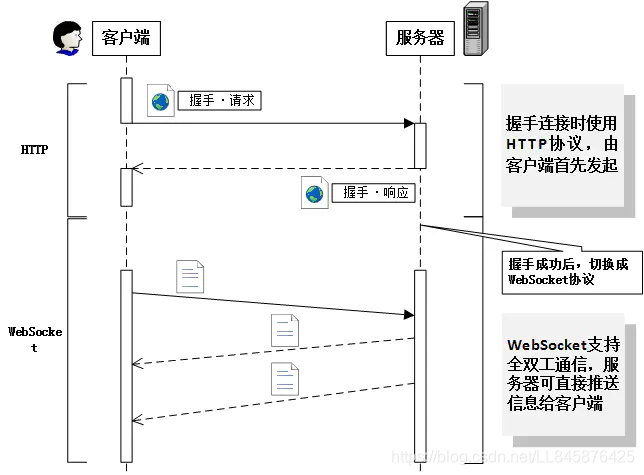 客户端
服务器
握手·请求
HTTP
握手·响应
握手连接时使用
HTTP协议，由
客户端首先发起
握手成功后，切换成
WebSocket协议
WebSocke
t
WebSocket支持
全双工通信，服
务器可直接推送
信息给客户端
https://blog.csdn.net/LL845876425